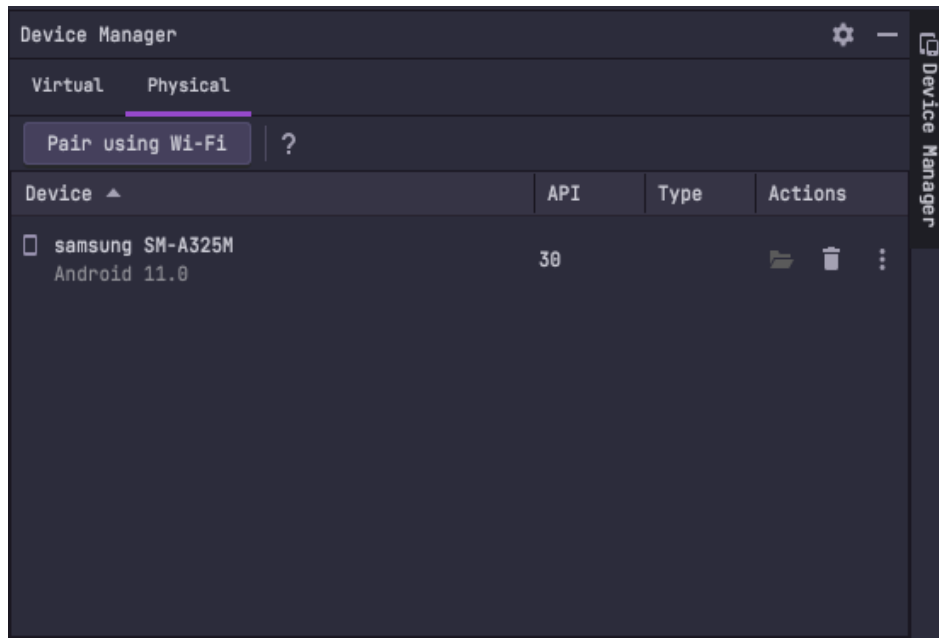 Device Manager
Virtual Physical
Pair using Wi-Fi ?
Device API Type Actions
samsung SM-A325M
Android 11.0
30
Device Manager